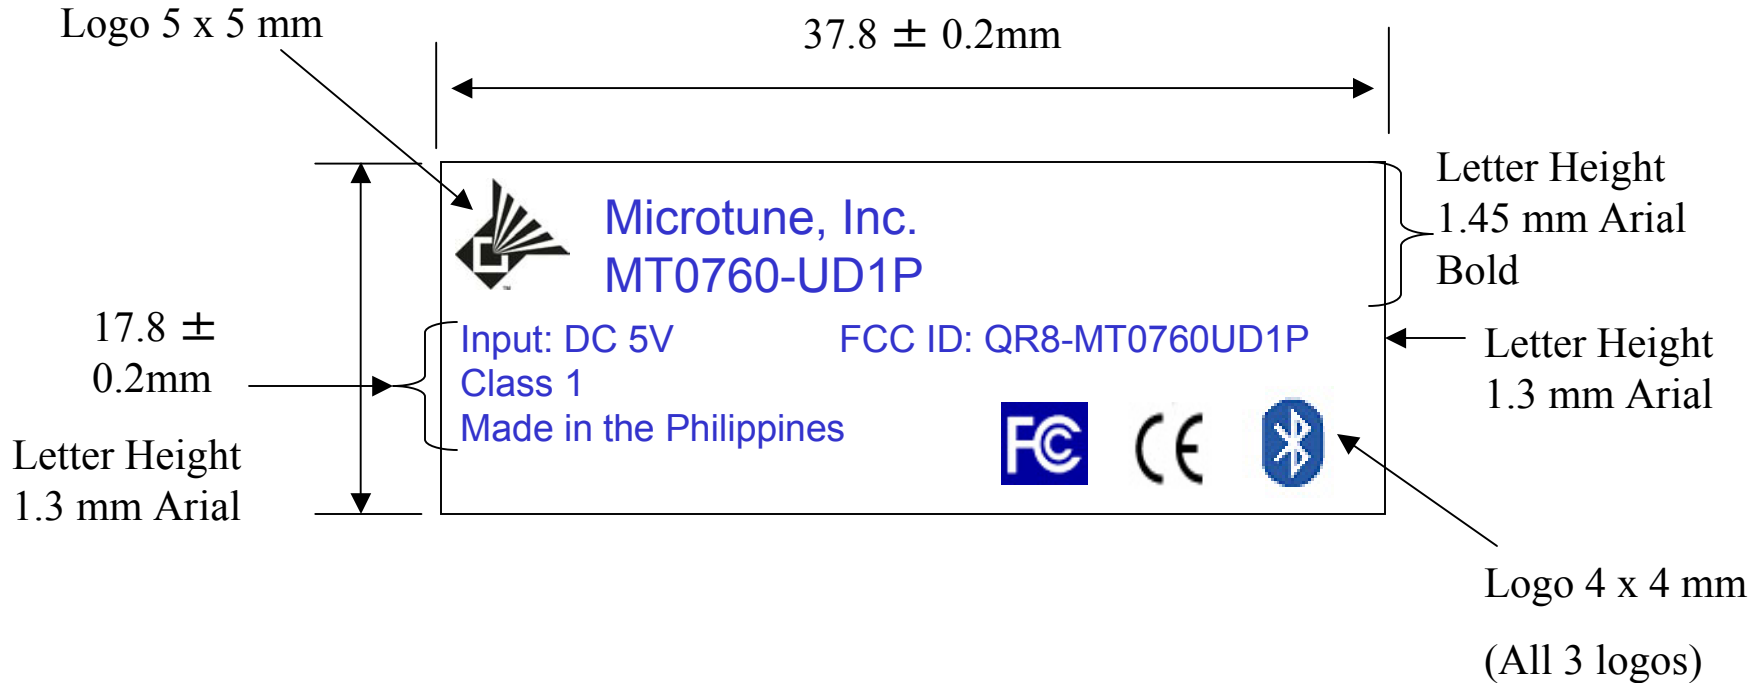 Logo 5 x 5 mm
37.8 ± 0.2mm
Letter Height
1.45 mm Arial
Bold
Microtune, Inc.
MT0760-UD1P
™
17.8 ±
0.2mm
Input: DC 5V
FCC ID: QR8-MT0760UD1P
Class 1
Made in the Philippines
Letter Height
1.3 mm Arial
Letter Height
1.3 mm Arial
FC
CE
Logo 4 x 4 mm
(All 3 logos)